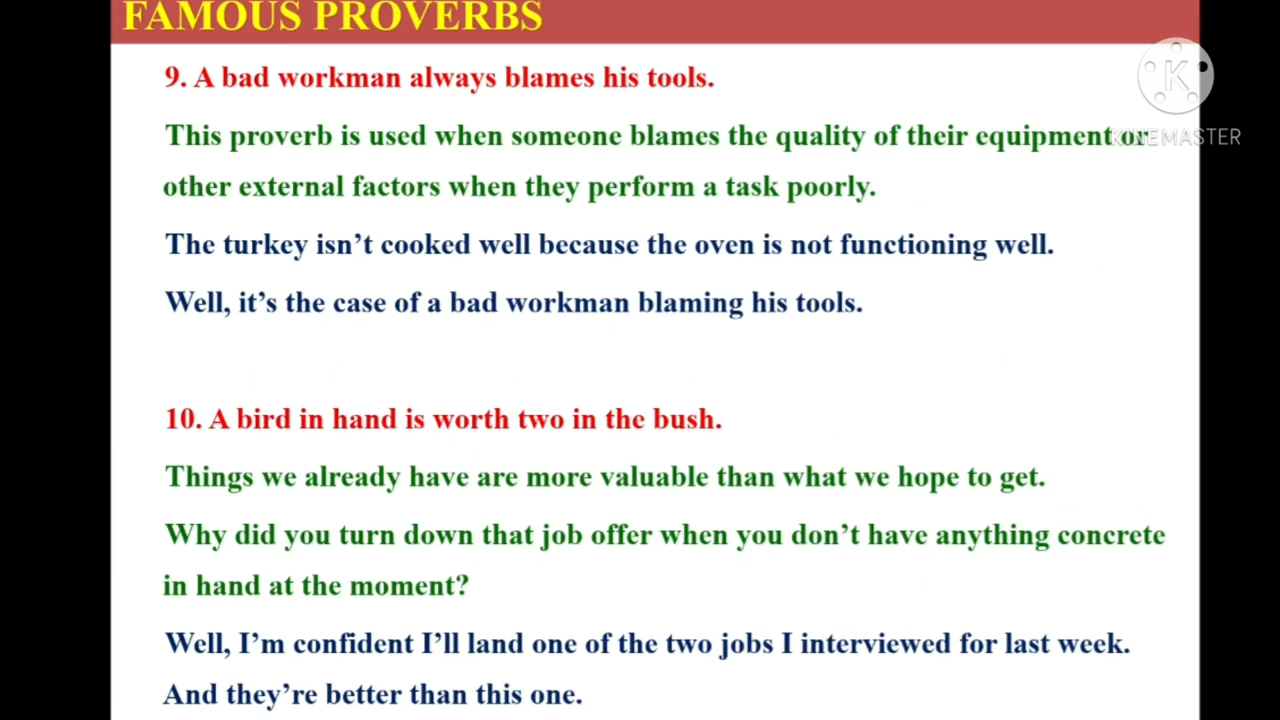 FAMOUS PROVERBS
9. A bad workman always blames his tools.
K
KINEMASTER
This proverb is used when someone blames the quality of their equipment or
other external factors when they perform a task poorly.
The turkey isn’t cooked well because the oven is not functioning well.
Well, it’s the case of a bad workman blaming his tools.
10. A bird in hand is worth two in the bush.
Things we already have are more valuable than what we hope to get.
Why did you turn down that job offer when you don’t have anything concrete
in hand at the moment?
Well, I’m confident I’ll land one of the two jobs I interviewed for last week.
And they’re better than this one.